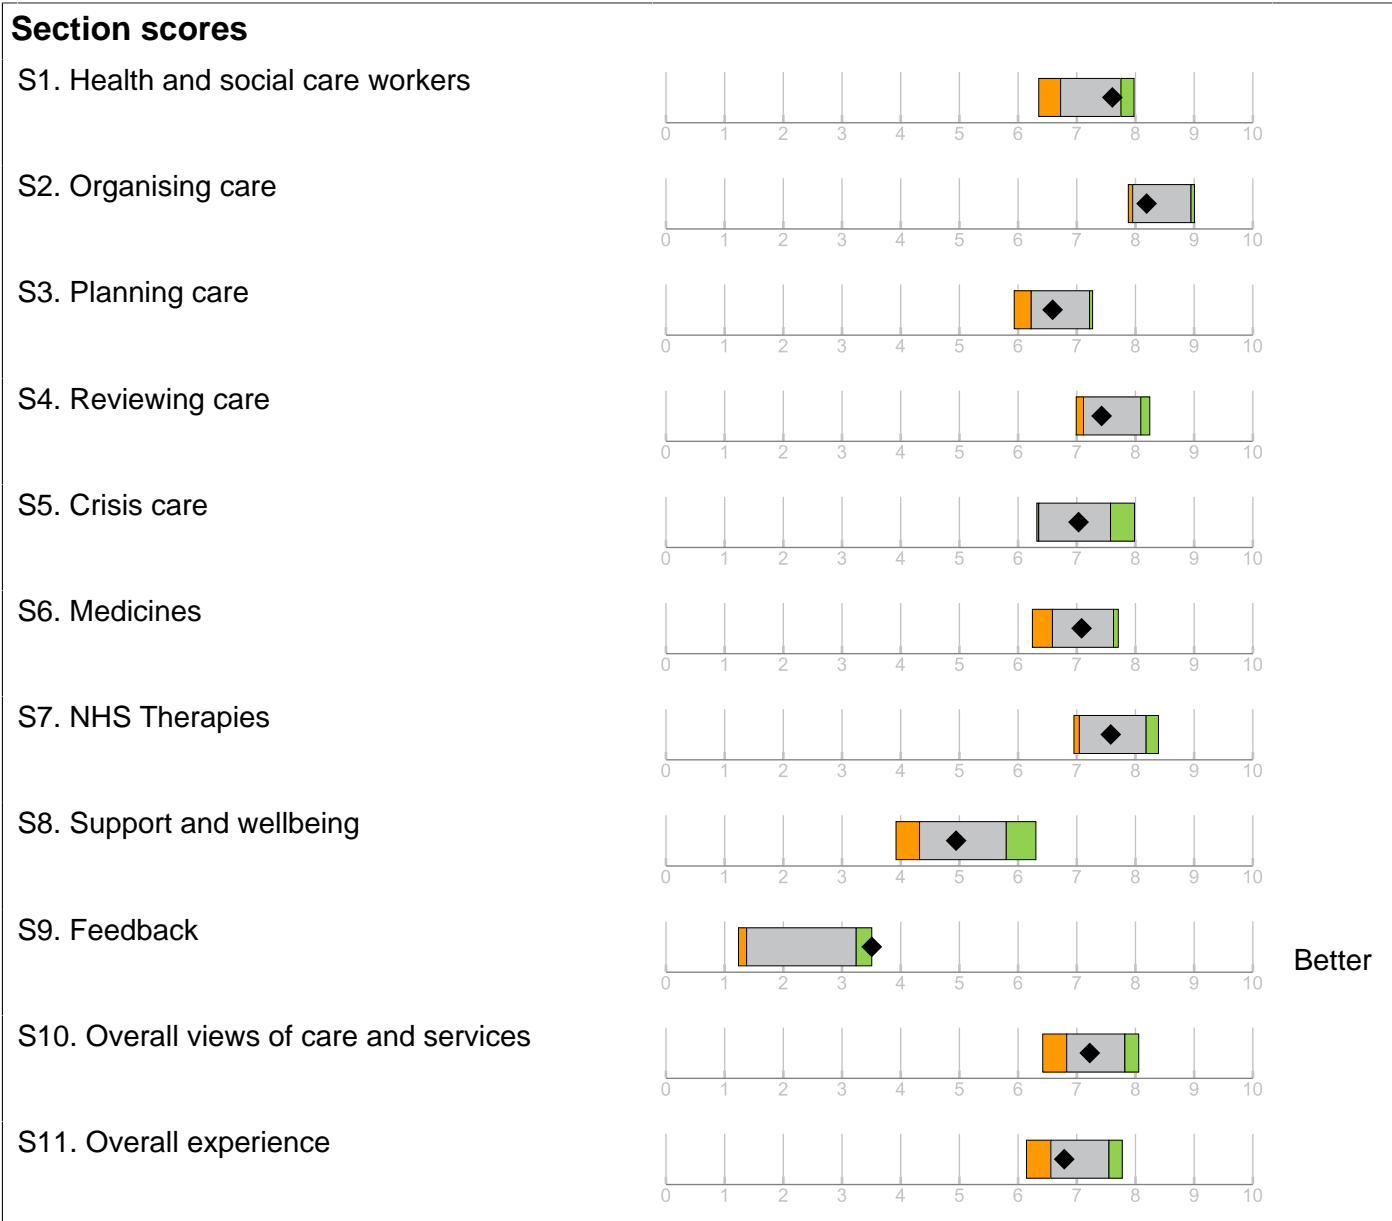 Section scores
S1. Health and social care workers
0 1 2 3 4 5 6 7 8 9 10
S2. Organising care
0 1 2 3 4 5 6 7 8 9 10
S3. Planning care
0 1 2 3 4 5 6 7 8 9 10
S4. Reviewing care
0 1 2 3 4 5 6 7 8 9 10
S5. Crisis care
0 1 2 3 4 5 6 7 8 9 10
S6. Medicines
0 1 2 3 4 5 6 7 8 9 10
S7. NHS Therapies
0 1 2 3 4 5 6 7 8 9 10
S8. Support and wellbeing
0 1 2 3 4 5 6 7 8 9 10
S9. Feedback
Better
0 1 2 3 4 5 6 7 8 9 10
S10. Overall views of care and services
0 1 2 3 4 5 6 7 8 9 10
S11. Overall experience
0 1 2 3 4 5 6 7 8 9 10